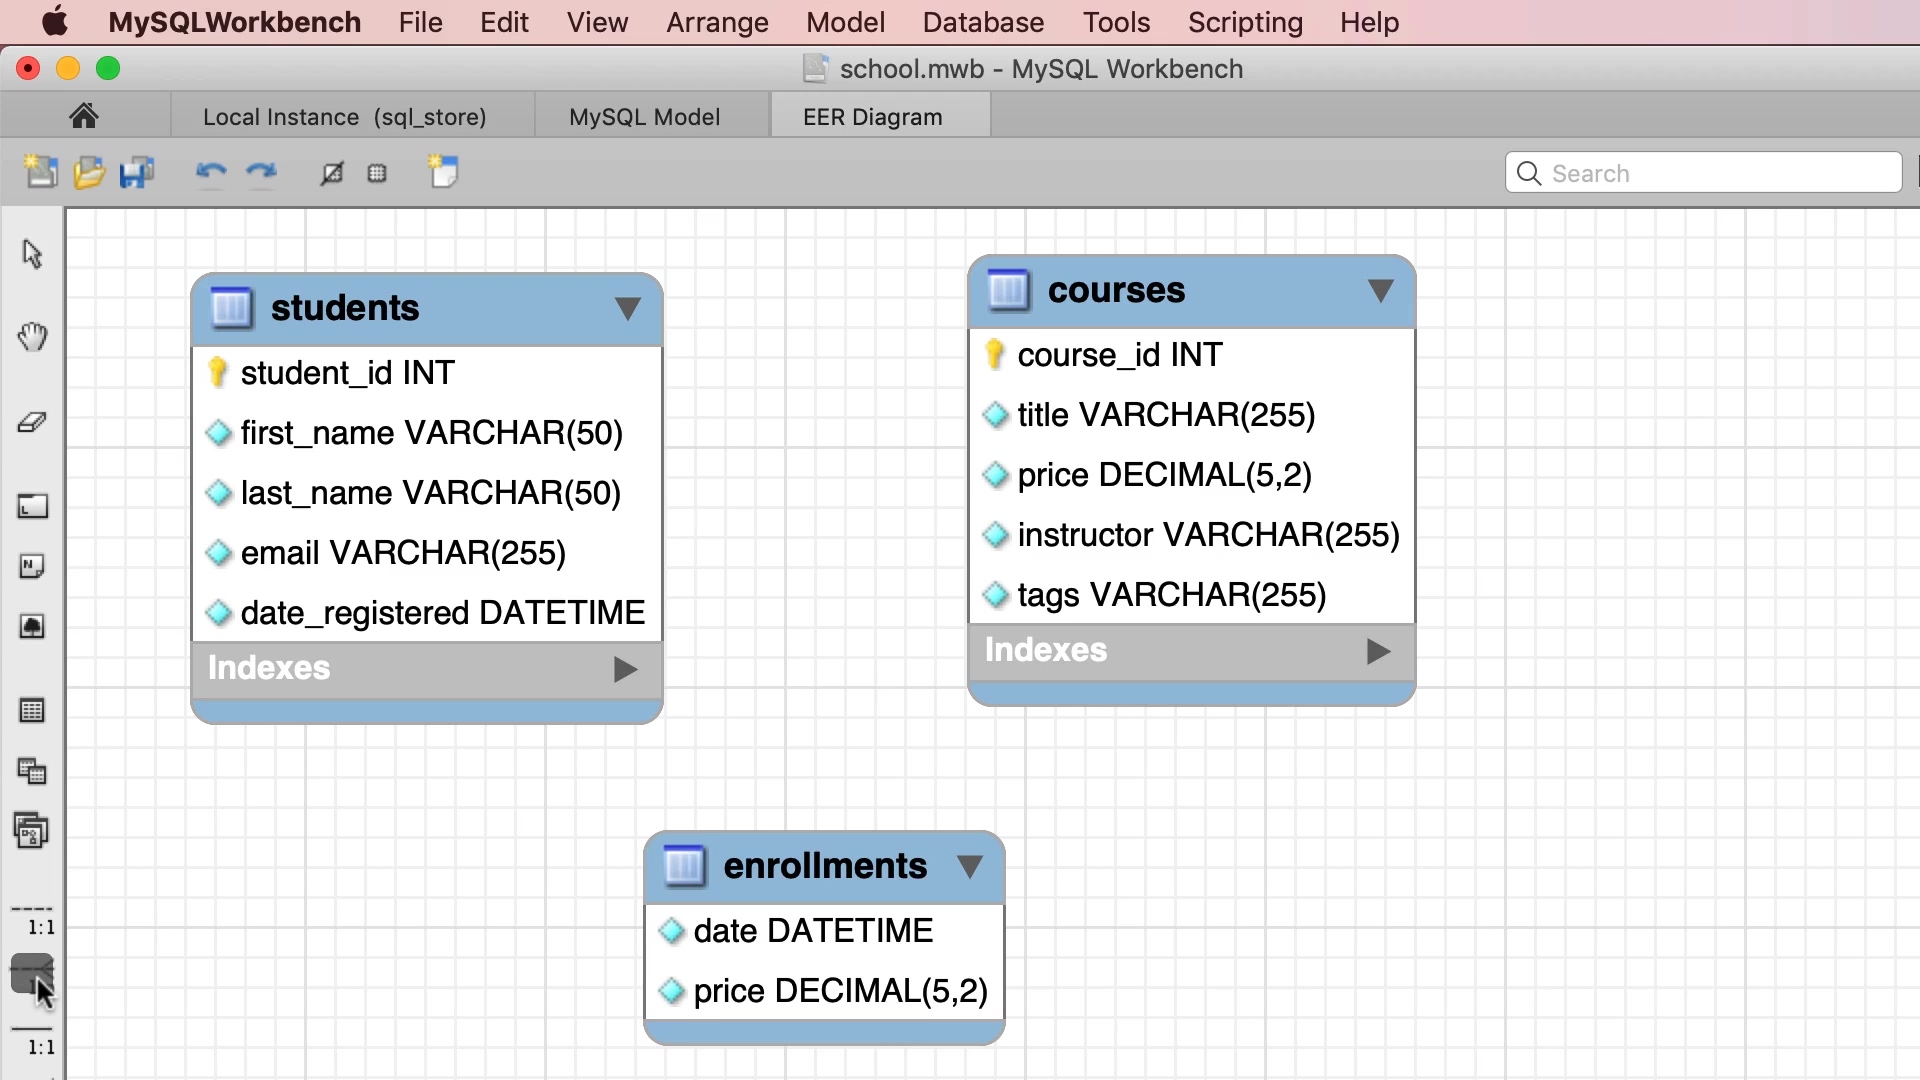 MySQLWorkbench File Edit View Arrange Model Database Tools Scripting Help
school.mwb - MySQL Workbench
Local Instance (sql_store) MySQL Model EER Diagram
Search
students
student_id INT
first_name VARCHAR(50)
last_name VARCHAR(50)
email VARCHAR(255)
date_registered DATETIME
Indexes
courses
course_id INT
title VARCHAR(255)
price DECIMAL(5,2)
instructor VARCHAR(255)
tags VARCHAR(255)
Indexes
enrollments
date DATETIME
price DECIMAL(5,2)
1:1
1:1